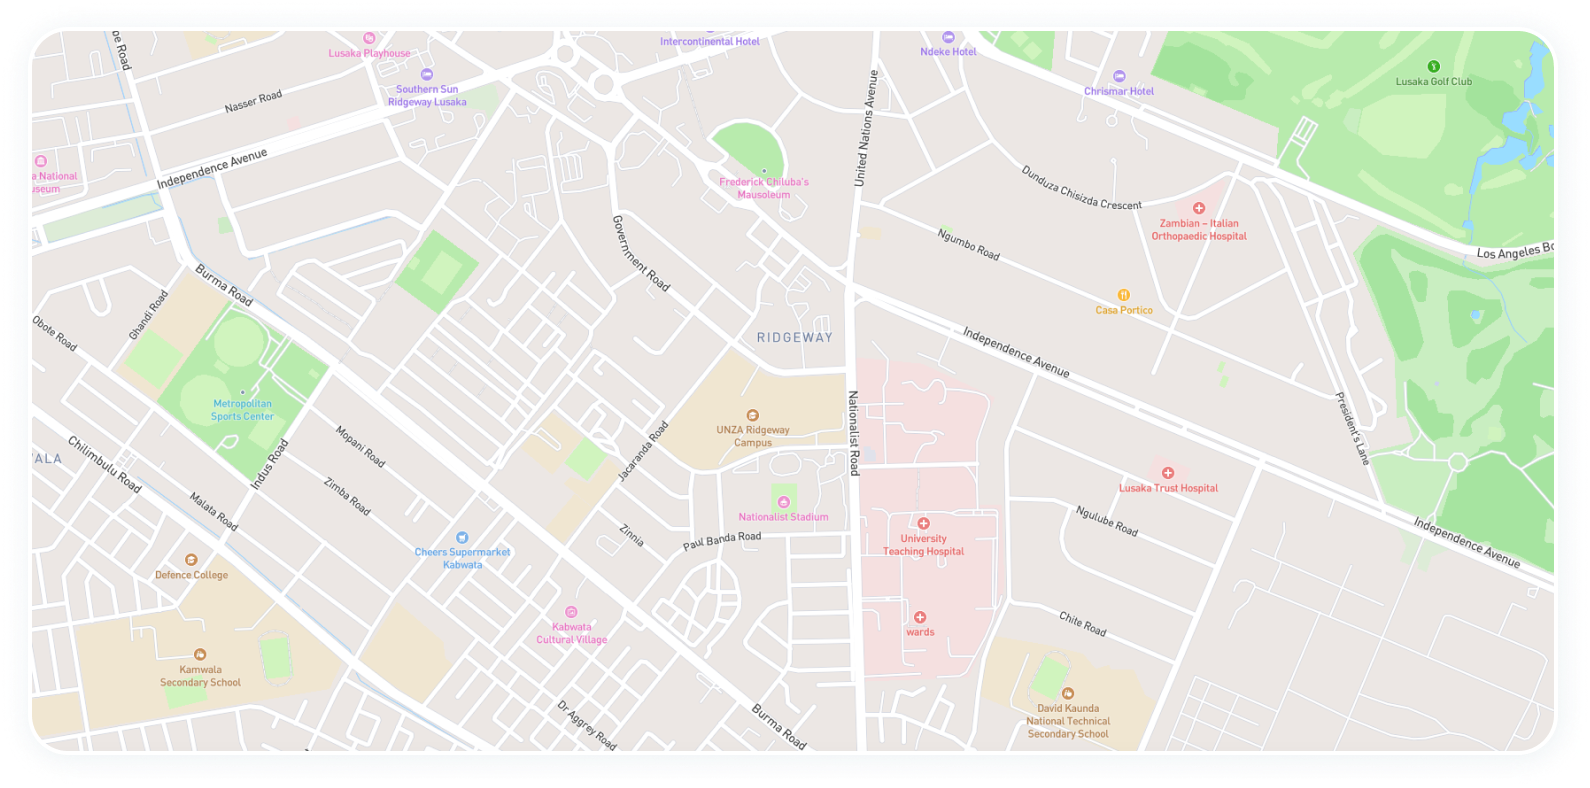 Lusaka Playhouse
Intercontinental Hotel
Ndeke Hotel
Southern Sun
Ridgeway Lusaka
Chrismar Hotel
Lusaka Golf Club
Nasser Road
United Nations Avenue
Independence Avenue
a National
useum
Frederick Chiluba's
Mausoleum
Dunduza Chisizda Crescent
Zambian – Italian
Orthopaedic Hospital
Los Angeles Bo
Government Road
Ngumbo Road
Burma Road
Ghandi Road
Casa Portico
Obote Road
RIDGEWAY
Independence Avenue
Metropolitan
Sports Center
UNZA Ridgeway
Campus
Nationalist Road
President's Lane
Mopani Road
Jacaranda Road
ALA
Chilimbulu Road
Indus Road
Zimba Road
Malata Road
Lusaka Trust Hospital
Nationalist Stadium
Ngulube Road
Independence Avenue
Zinnia
Paul Banda Road
University
Teaching Hospital
Cheers Supermarket
Kabwata
Defence College
Kabwata
Cultural Village
wards
Chite Road
Kamwala
Secondary School
Dr Aggrey Road
Burma Road
David Kaunda
National Technical
Secondary School